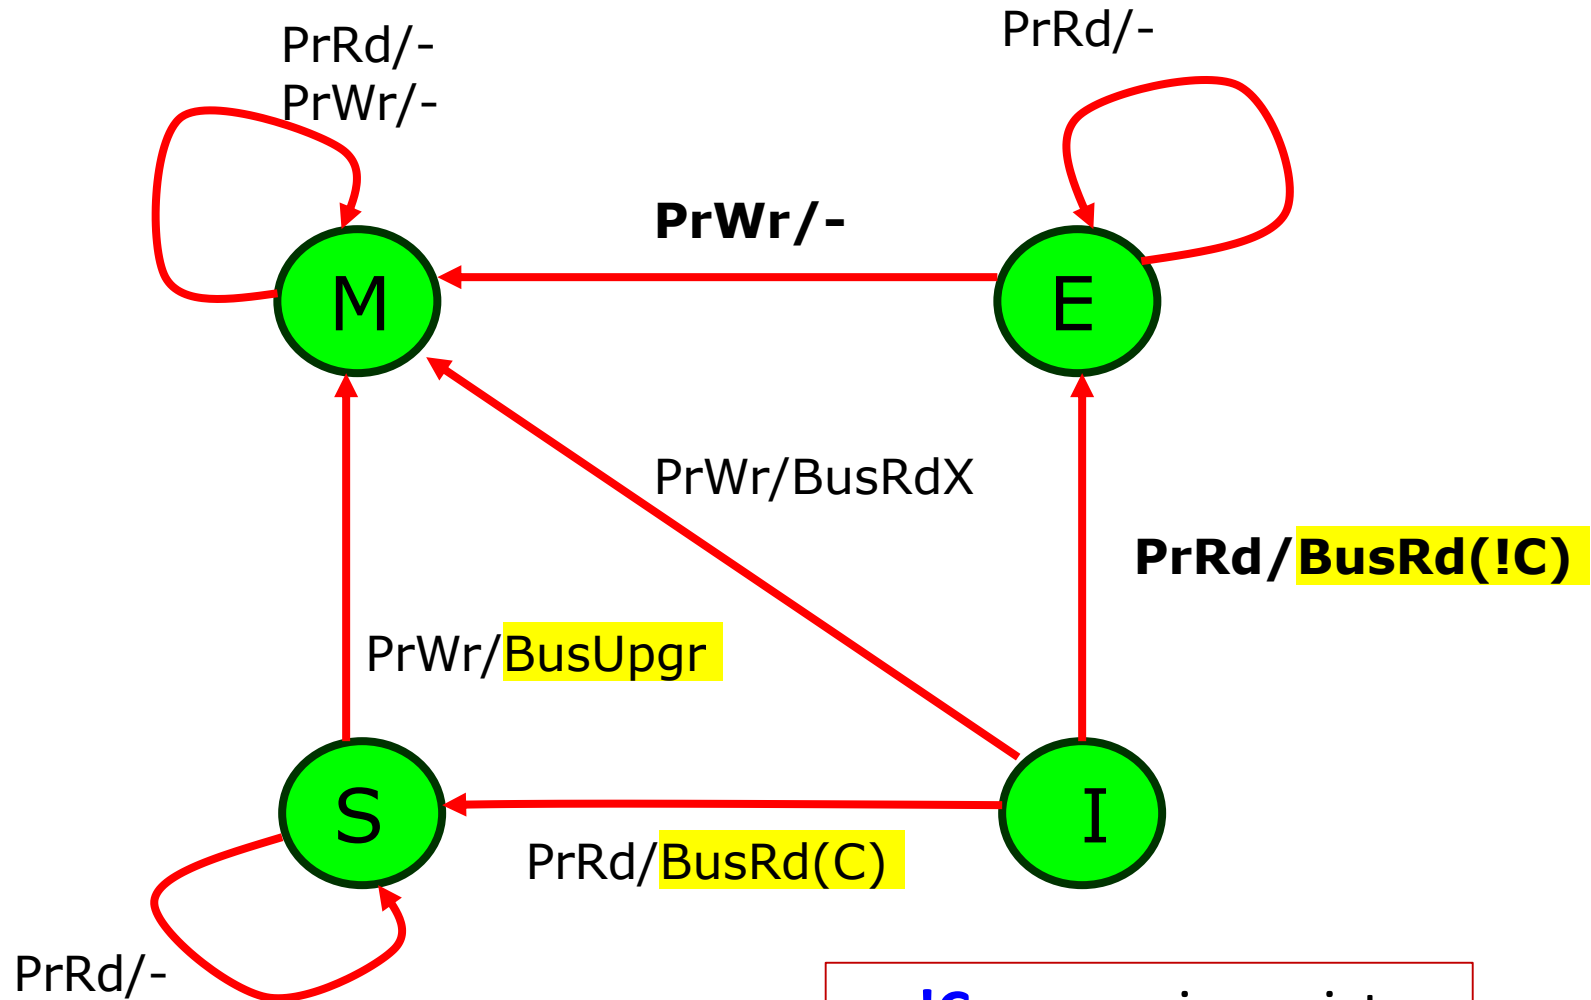 PrRd/-
PrWr/-
PrRd/-
PrWr/-
M
E
PrWr/BusRdX
PrRd/BusRd(!C)
PrWr/BusUpgr
S
I
PrRd/BusRd(C)
PrRd/-